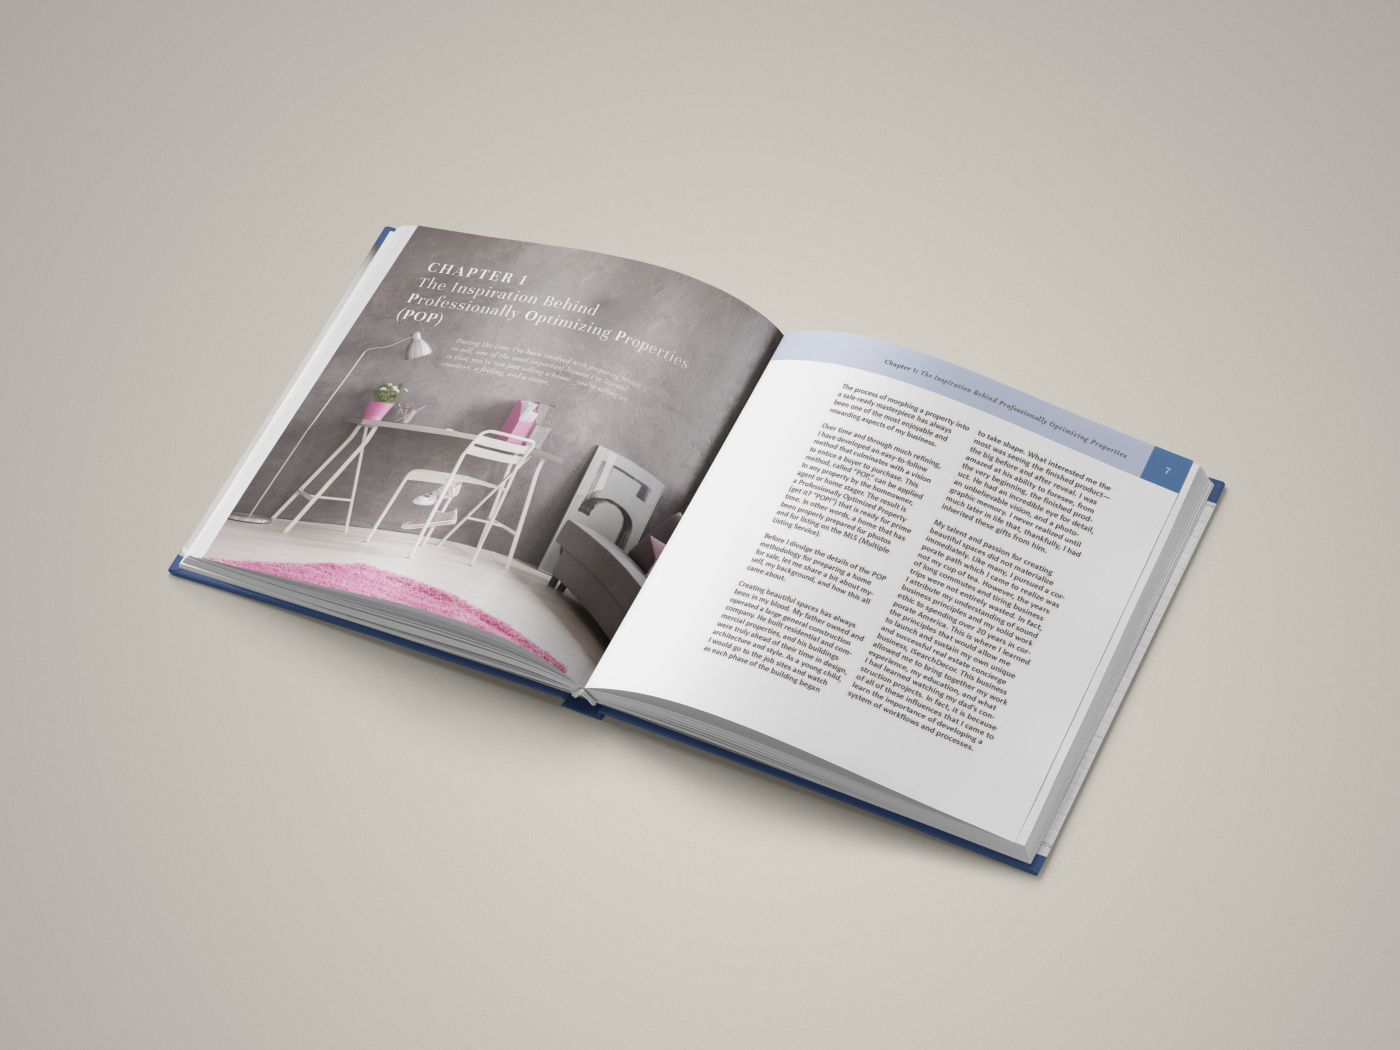 CHAPTER 1
The Inspiration Behind
Professionally Optimizing Properties
(POP)
During the time I've been involved with preparing homes
to sell, one of the most important lessons I've learned
is that you're not just selling a home...you're selling an
emotion, a feeling, and a vision.
Chapter 1: The Inspiration Behind Professionally Optimizing Properties
7
The process of morphing a property into
a sale-ready masterpiece has always
been one of the most enjoyable and
rewarding aspects of my business.
Over time and through much refining,
I have developed an easy-to-follow
method that culminates with a vision
to entice a buyer to purchase. This
method, called "POP," can be applied
to any property by the homeowner,
agent or home stager. The result is
a Professionally Optimized Property
(get it? "POP!") that is ready for prime
time. In other words, a home that has
been properly prepared for photos
and for listing on the MLS (Multiple
Listing Service).
Before I divulge the details of the POP
methodology for preparing a home
for sale, let me share a bit about my-
self, my background, and how this all
came about.
Creating beautiful spaces has always
been in my blood. My father owned and
operated a large general construction
company. He built residential and com-
mercial properties, and his buildings
were truly ahead of their time in design,
architecture and style. As a young child,
I would go to the job sites and watch
as each phase of the building began
to take shape. What interested me the
most was seeing the finished product—
the big before and after reveal. I was
amazed at his ability to foresee, from
the very beginning, the finished prod-
uct. He had an incredible eye for detail,
an unbelievable vision, and a photo-
graphic memory. I never realized until
much later in life that, thankfully, I had
inherited these gifts from him.
My talent and passion for creating
beautiful spaces did not materialize
immediately. Like many, I pursued a cor-
porate path which I came to realize was
not my cup of tea. However, the years
of long commutes and tiring business
trips were not entirely wasted. In fact,
I attribute my understanding of sound
business principles and my solid work
ethic to spending over 20 years in cor-
porate America. This is where I learned
the principles that would allow me
to launch and sustain my own unique
and successful real estate concierge
business, iSearchDecor. This business
allowed me to bring together my work
experience, my education, and what
I had learned watching my dad's con-
struction projects. In fact, it is because
of all of these influences that I came to
learn the importance of developing a
system of workflows and processes.